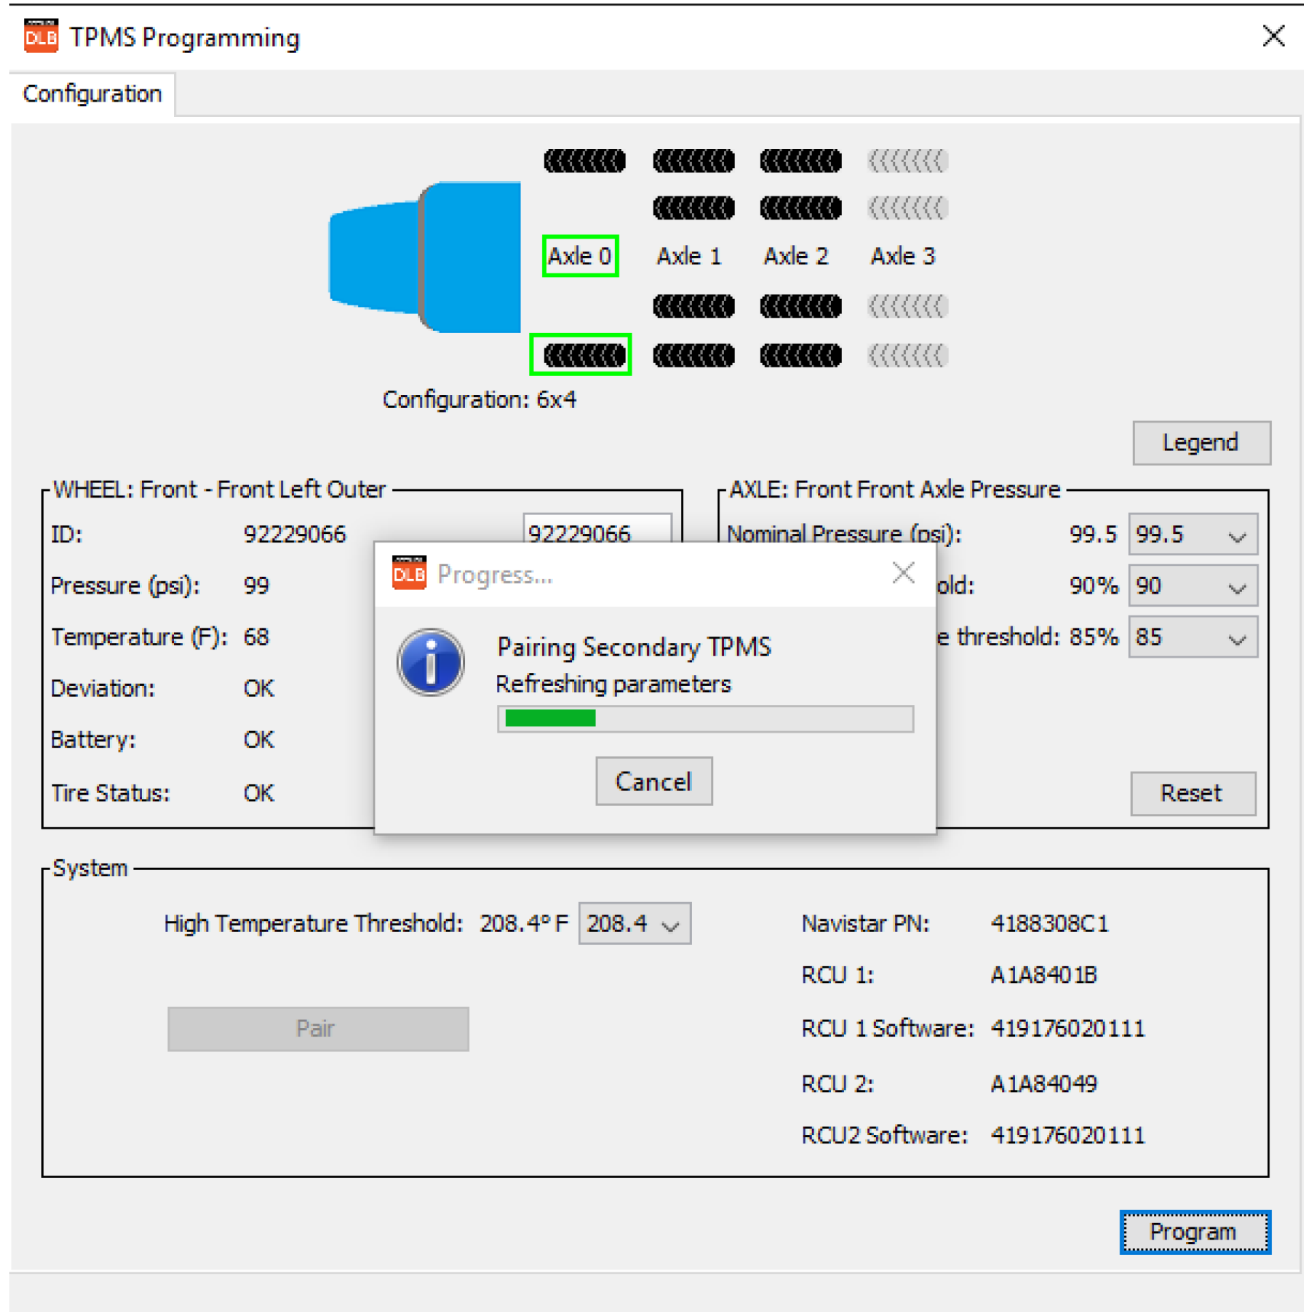 DLB TPMS Programming
Configuration
Axle 0 Axle 1 Axle 2 Axle 3
Configuration: 6x4
Legend
WHEEL: Front - Front Left Outer
ID: 92229066 92229066
Pressure (psi): 99
Temperature (F): 68
Deviation: OK
Battery: OK
Tire Status: OK
AXLE: Front Front Axle Pressure
Nominal Pressure (psi): 99.5 99.5
old: 90% 90
e threshold: 85% 85
Reset
DLB Progress...
Pairing Secondary TPMS
Refreshing parameters
Cancel
System
High Temperature Threshold: 208.4° F 208.4
Pair
Navistar PN: 4188308C1
RCU 1: A1A8401B
RCU 1 Software: 419176020111
RCU 2: A1A84049
RCU2 Software: 419176020111
Program